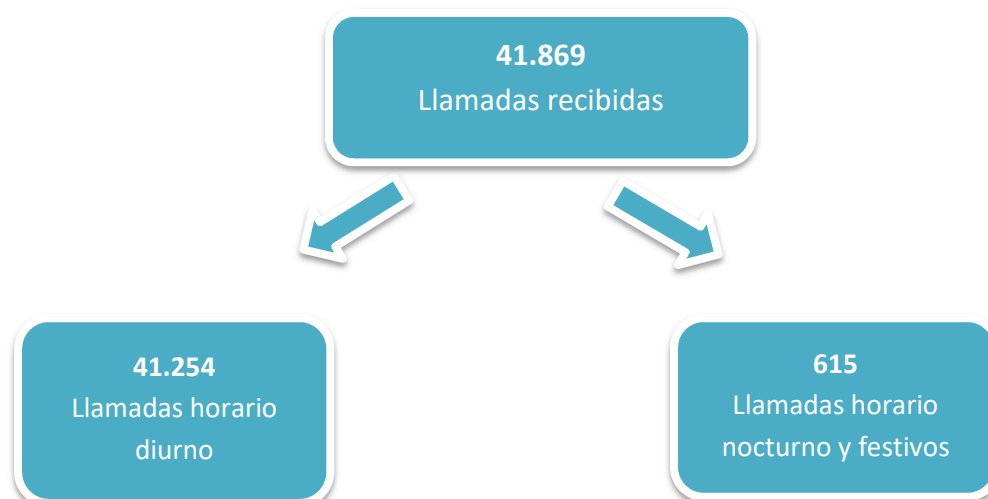 41.869
Llamadas recibidas
41.254
Llamadas horario
diurno
615
Llamadas horario
nocturno y festivos